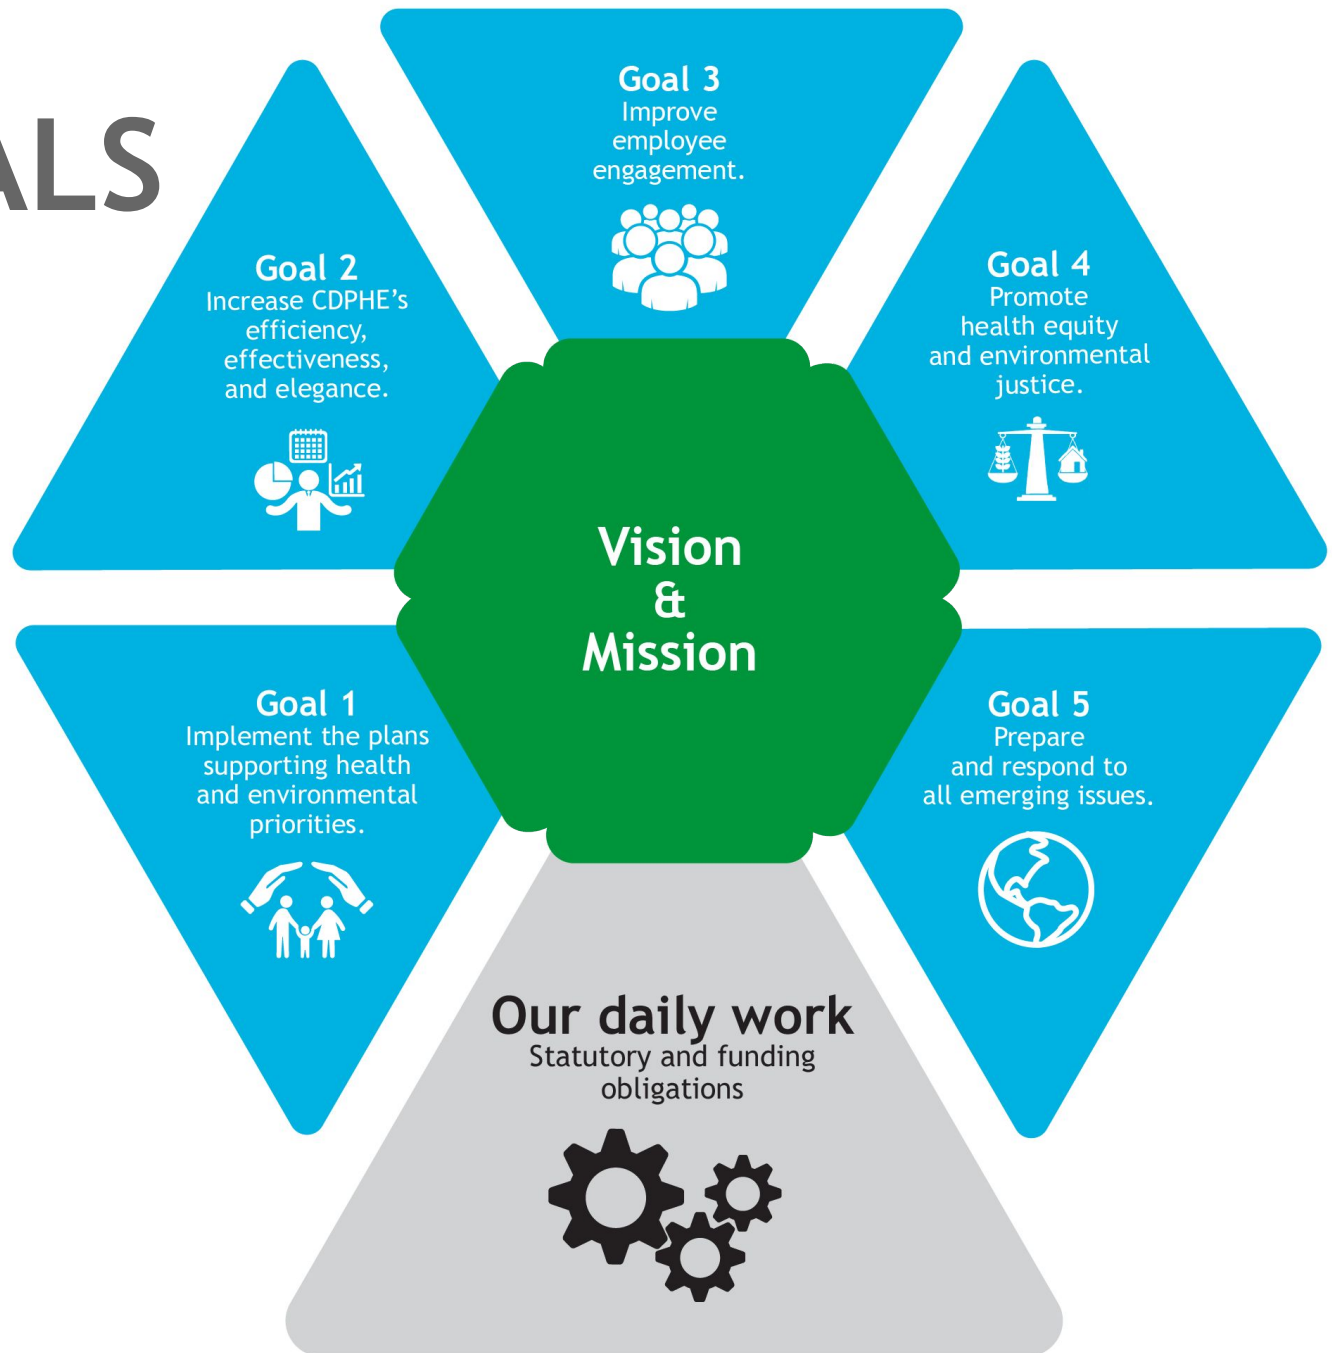 ALS
Goal 3
Improve
employee
engagement.
Goal 2
Increase CDPHE’s
efficiency,
effectiveness,
and elegance.
Goal 4
Promote
health equity
and environmental
justice.
Vision
&
Mission
Goal 1
Implement the plans
supporting health
and environmental
priorities.
Goal 5
Prepare
and respond to
all emerging issues.
Our daily work
Statutory and funding
obligations